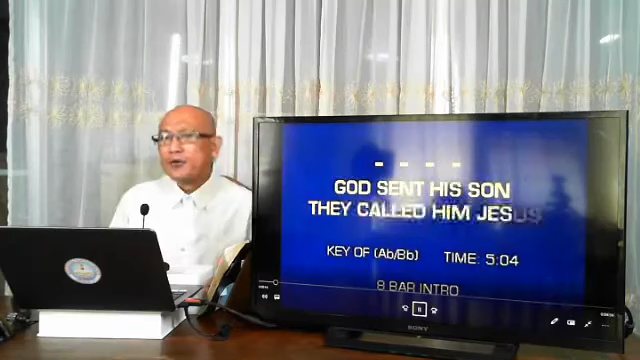 GOD SENT HIS SON
THEY CALLED HIM JESUS
KEY OF (Ab/Bb) TIME: 5:04
8 BAR INTRO
SONY